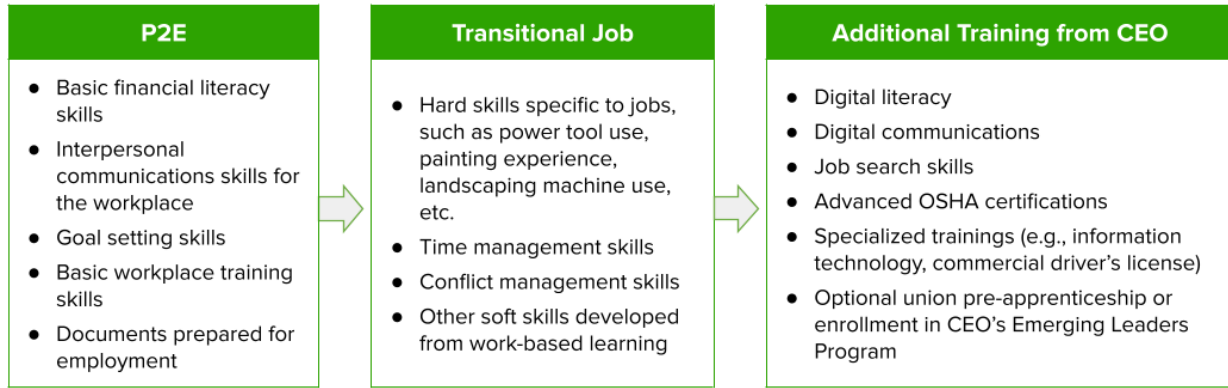 P2E
● Basic financial literacy
skills
● Interpersonal
communications skills for
the workplace
● Goal setting skills
● Basic workplace training
skills
● Documents prepared for
employment
Transitional Job
● Hard skills specific to jobs,
such as power tool use,
painting experience,
landscaping machine use,
etc.
● Time management skills
● Conflict management skills
● Other soft skills developed
from work-based learning
Additional Training from CEO
● Digital literacy
● Digital communications
● Job search skills
● Advanced OSHA certifications
● Specialized trainings (e.g., information
technology, commercial driver's license)
● Optional union pre-apprenticeship or
enrollment in CEO's Emerging Leaders
Program